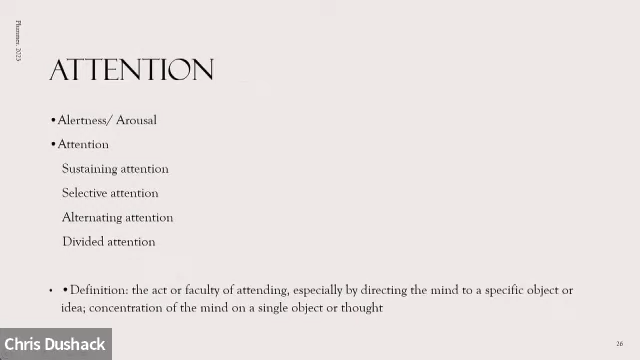 Plummer, 2023
ATTENTION
•Alertness/ Arousal
•Attention
Sustaining attention
Selective attention
Alternating attention
Divided attention
• •Definition: the act or faculty of attending, especially by directing the mind to a specific object or
idea; concentration of the mind on a single object or thought
Chris Dushack
26